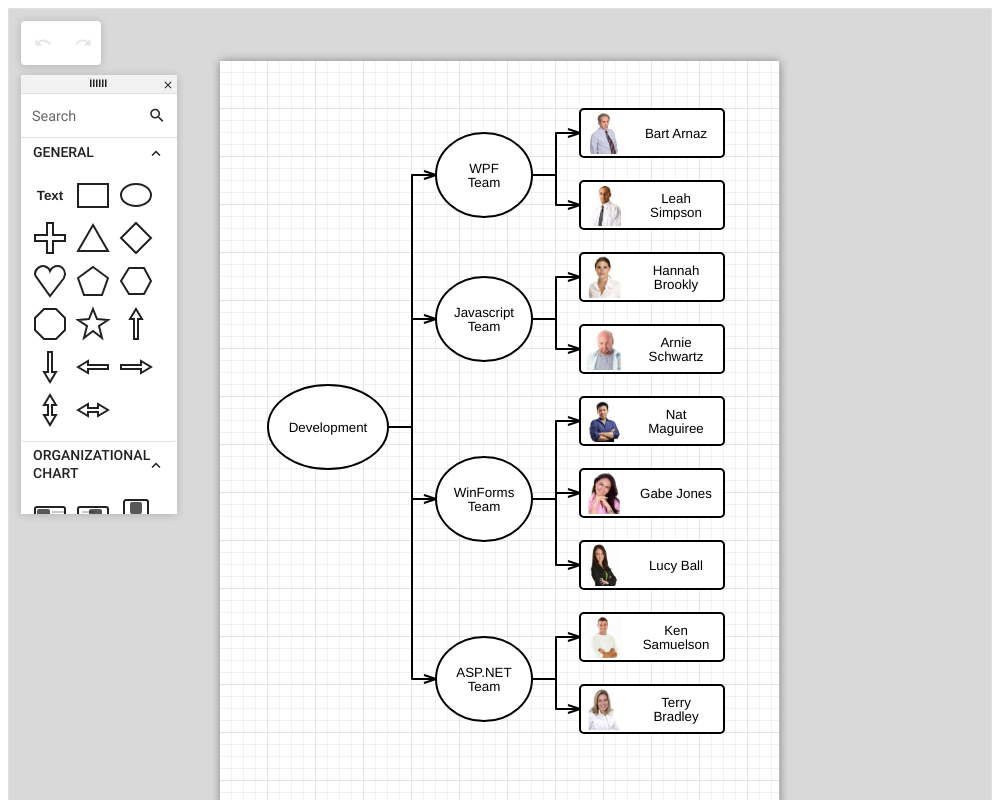 Search
GENERAL
Text
ORGANIZATIONAL
CHART
Development
WPF
Team
Javascript
Team
WinForms
Team
ASP.NET
Team
Bart Arnaz
Leah
Simpson
Hannah
Brookly
Arnie
Schwartz
Nat
Maguiree
Gabe Jones
Lucy Ball
Ken
Samuelson
Terry
Bradley